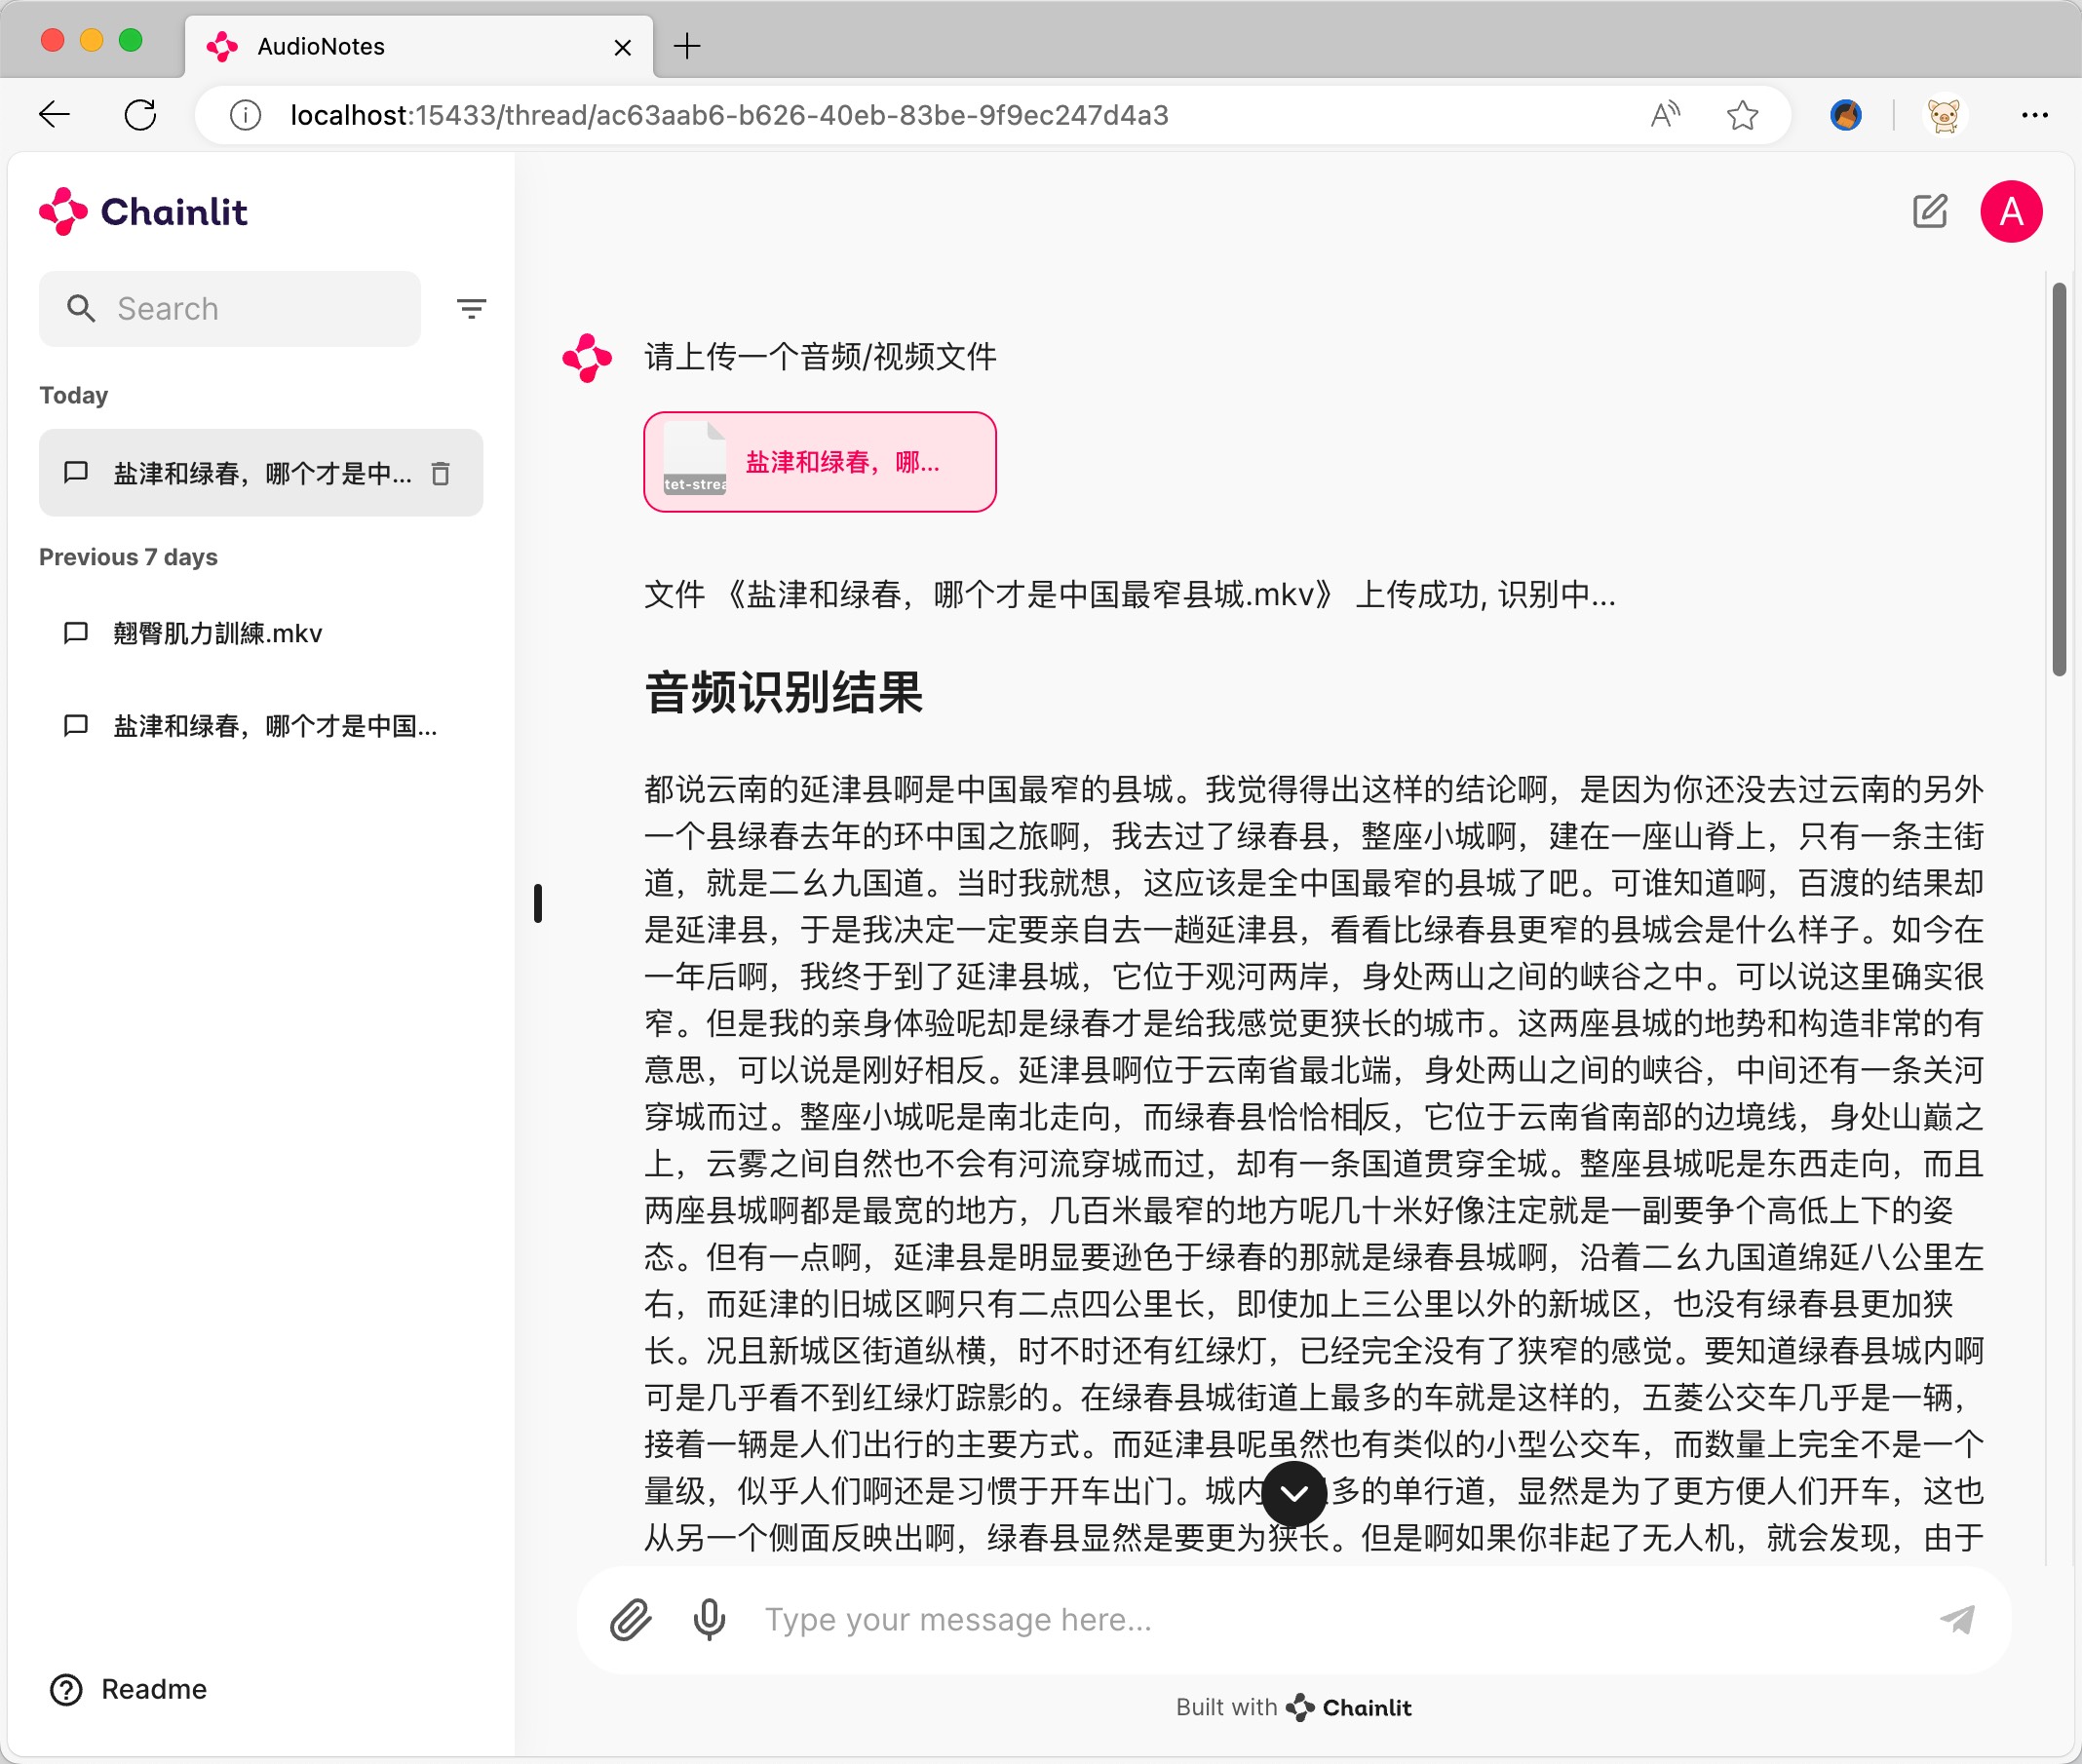 AudioNotes
localhost:15433/thread/ac63aab6-b626-40eb-83be-9f9ec247d4a3
Chainlit
A
Search
Today
盐津和绿春，哪个才是中...
Previous 7 days
翘臀肌力訓練.mkv
盐津和绿春，哪个才是中国...
Readme
请上传一个音频/视频文件
tet-strea
盐津和绿春，哪...
文件 《盐津和绿春，哪个才是中国最窄县城.mkv》 上传成功, 识别中...
音频识别结果
都说云南的延津县啊是中国最窄的县城。我觉得得出这样的结论啊，是因为你还没去过云南的另外
一个县绿春去年的环中国之旅啊，我去过了绿春县，整座小城啊，建在一座山脊上，只有一条主街
道，就是二幺九国道。当时我就想，这应该是全中国最窄的县城了吧。可谁知道啊，百渡的结果却
是延津县，于是我决定一定要亲自去一趟延津县，看看比绿春县更窄的县城会是什么样子。如今在
一年后啊，我终于到了延津县城，它位于观河两岸，身处两山之间的峡谷之中。可以说这里确实很
窄。但是我的亲身体验呢却是绿春才是给我感觉更狭长的城市。这两座县城的地势和构造非常的有
意思，可以说是刚好相反。延津县啊位于云南省最北端，身处两山之间的峡谷，中间还有一条关河
穿城而过。整座小城呢是南北走向，而绿春县恰恰相反，它位于云南省南部的边境线，身处山巅之
上，云雾之间自然也不会有河流穿城而过，却有一条国道贯穿全城。整座县城呢是东西走向，而且
两座县城啊都是最宽的地方，几百米最窄的地方呢几十米好像注定就是一副要争个高低上下的姿
态。但有一点啊，延津县是明显要逊色于绿春的那就是绿春县城啊，沿着二幺九国道绵延八公里左
右，而延津的旧城区啊只有二点四公里长，即使加上三公里以外的新城区，也没有绿春县更加狭
长。况且新城区街道纵横，时不时还有红绿灯，已经完全没有了狭窄的感觉。要知道绿春县城内啊
可是几乎看不到红绿灯踪影的。在绿春县城街道上最多的车就是这样的，五菱公交车几乎是一辆，
接着一辆是人们出行的主要方式。而延津县呢虽然也有类似的小型公交车，而数量上完全不是一个
量级，似乎人们啊还是习惯于开车出门。城内多的单行道，显然是为了更方便人们开车，这也
从另一个侧面反映出啊，绿春县显然是要更为狭长。但是啊如果你非起了无人机，就会发现，由于
Type your message here...
Built with Chainlit